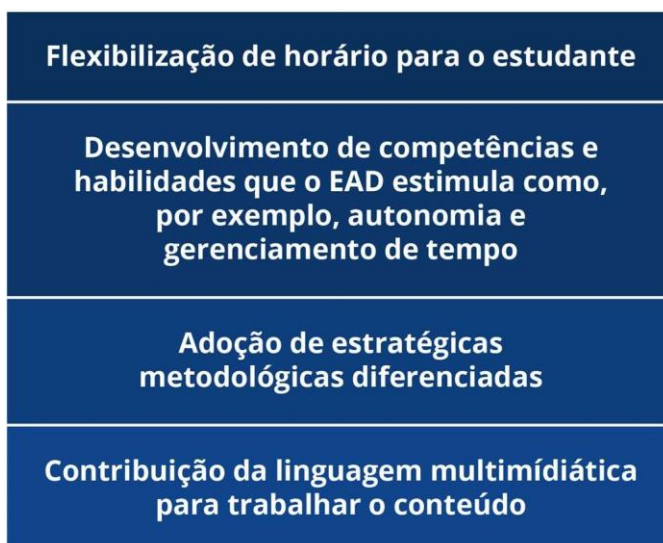 Flexibilização de horário para o estudante
Desenvolvimento de competências e
habilidades que o EAD estimula como,
por exemplo, autonomia e
gerenciamento de tempo
Adoção de estratégicas
metodológicas diferenciadas
Contribuição da linguagem multimídiática
para trabalhar o conteúdo